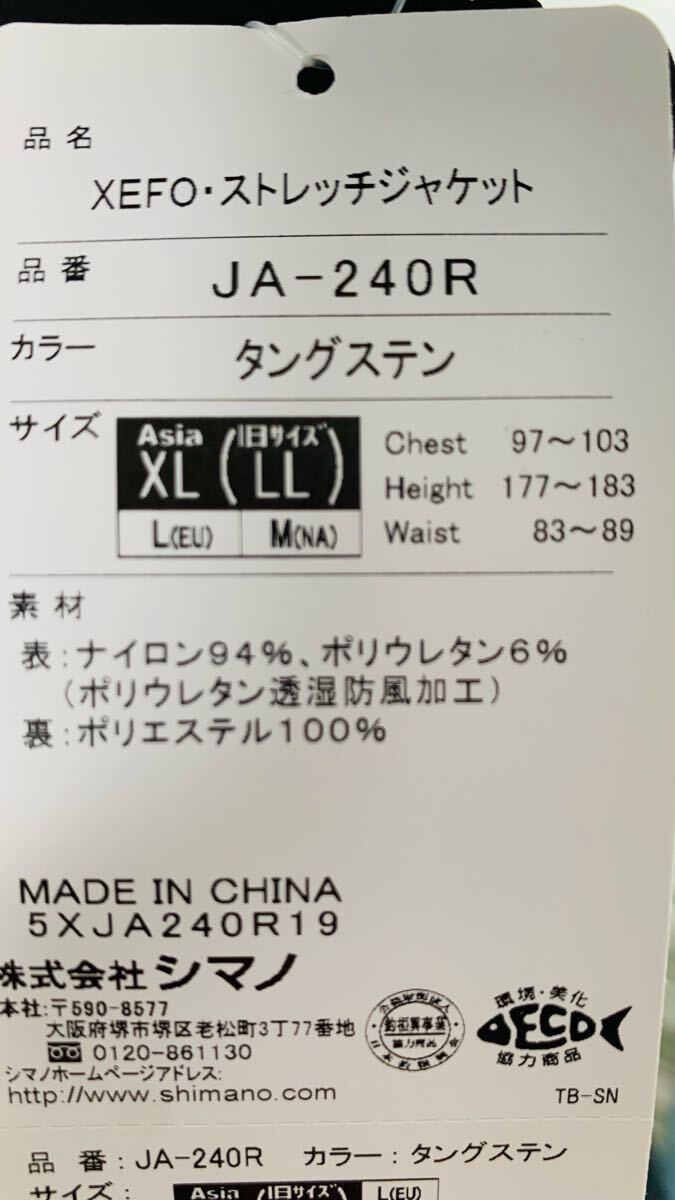 品 名
XEFO・ストレッチジャケット
品 番 JA-240R
カラー タングステン
サイズ Asia XL (旧サイズ LL)
L(EU) M(NA)
Chest 97～103
Height 177～183
Waist 83～89
素 材
表：ナイロン94%、ポリウレタン6%
（ポリウレタン透湿防風加工）
裏：ポリエステル100%
MADE IN CHINA
5XJA240R19
株式会社 シマノ
本社:〒590-8577
大阪府堺市堺区老松町3丁77番地
0120-861130
シマノホームページアドレス:
http://www.shimano.com
協力商品
環境・美化
ECO
協力商品
TB-SN
品 番：JA-240R カラー：タングステン
サイズ： Asia (旧サイズ L(EU)